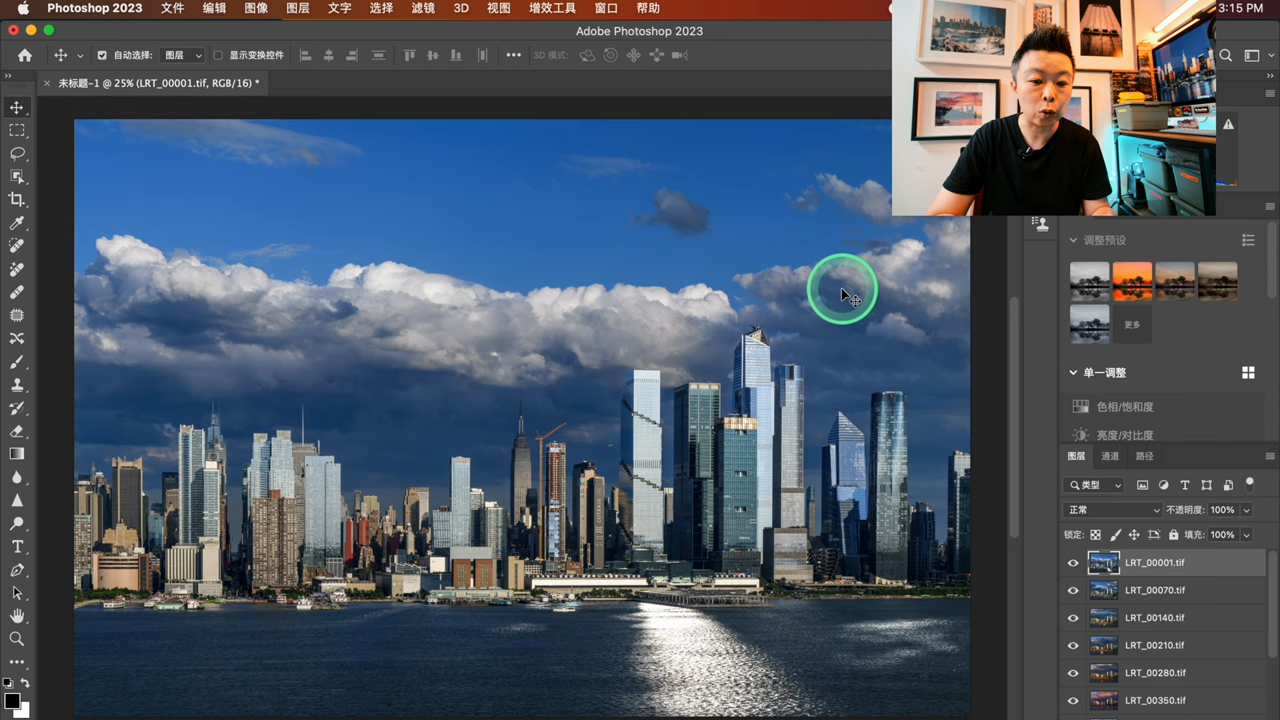 Photoshop 2023 文件 编辑 图像 图层 文字 选择 滤镜 3D 视图 增效工具 窗口 帮助 3:15 PM
Adobe Photoshop 2023
自动选择: 图层 显示变换控件 3D 模式:
未标题-1 @ 25% (LRT_00001.tif, RGB/16) *
调整预设
更多
单一调整
色相/饱和度
亮度/对比度
图层 通道 路径
类型
正常 不透明度: 100%
锁定: 填充: 100%
LRT_00001.tif
LRT_00070.tif
LRT_00140.tif
LRT_00210.tif
LRT_00280.tif
LRT_00350.tif